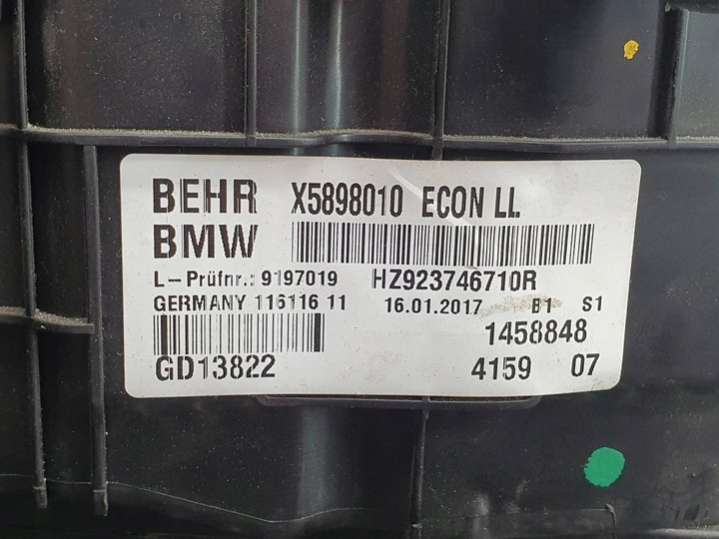 BEHR X5898010 ECON LL
BMW
L-Prüfnr.: 9197019 HZ923746710R
GERMANY 116116 11 16.01.2017 B1 S1
1458848
GD13822 4159 07